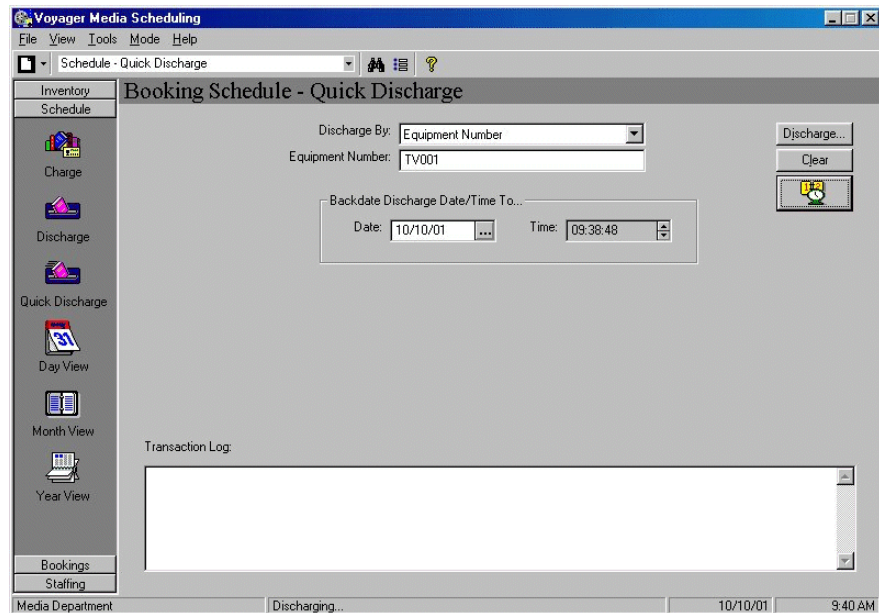 Voyager Media Scheduling
File View Tools Mode Help
Schedule - Quick Discharge
Inventory
Schedule
Charge
Discharge
Quick Discharge
31
Day View
Month View
Year View
Bookings
Staffing
Booking Schedule - Quick Discharge
Discharge By: Equipment Number
Equipment Number: TV001
Discharge...
Clear
Backdate Discharge Date/Time To...
Date: 10/10/01 ... Time: 09:38:48
Transaction Log:
Media Department Discharging... 10/10/01 9:40 AM